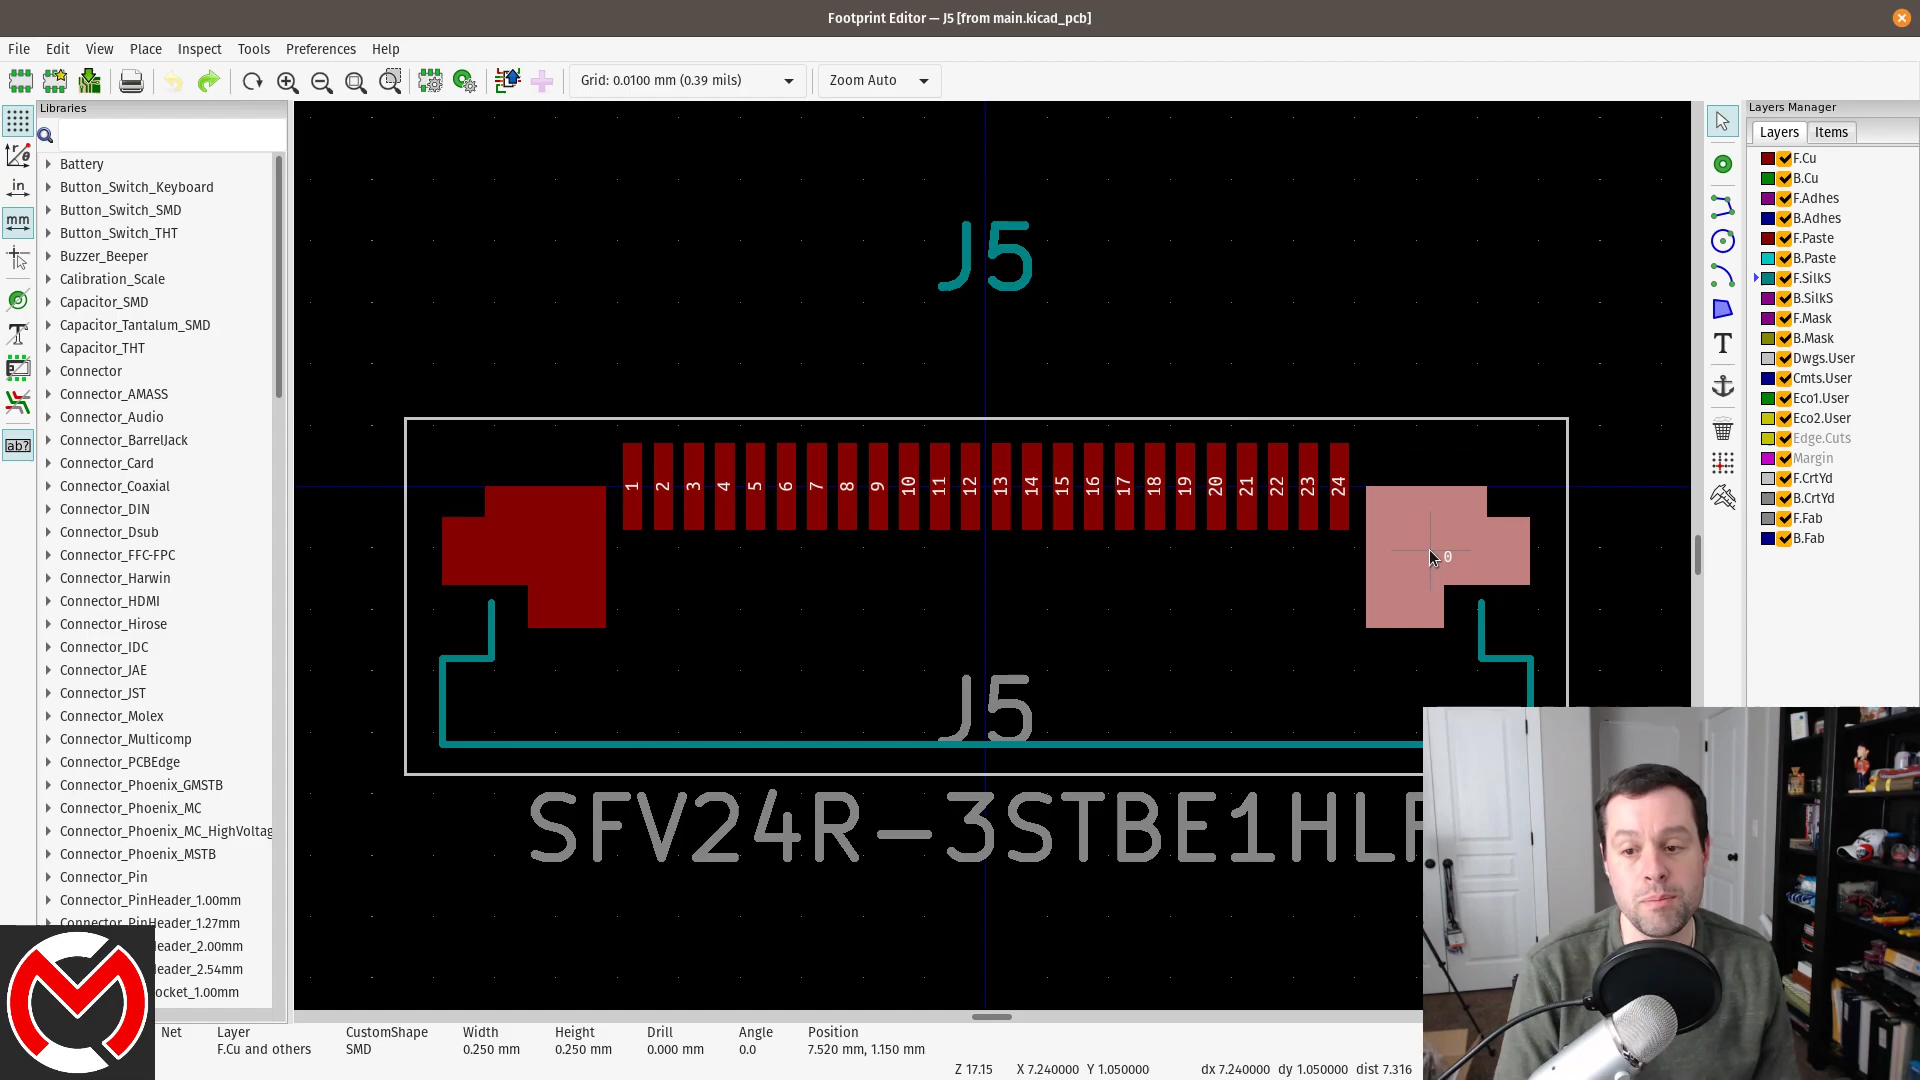 Footprint Editor — J5 [from main.kicad_pcb]
File Edit View Place Inspect Tools Preferences Help
Grid: 0.0100 mm (0.39 mils)
Zoom Auto
Libraries
in
mm
ab?
Battery
Button_Switch_Keyboard
Button_Switch_SMD
Button_Switch_THT
Buzzer_Beeper
Calibration_Scale
Capacitor_SMD
Capacitor_Tantalum_SMD
Capacitor_THT
Connector
Connector_AMASS
Connector_Audio
Connector_BarrelJack
Connector_Card
Connector_Coaxial
Connector_DIN
Connector_Dsub
Connector_FFC-FPC
Connector_Harwin
Connector_HDMI
Connector_Hirose
Connector_IDC
Connector_JAE
Connector_JST
Connector_Molex
Connector_Multicomp
Connector_PCBEdge
Connector_Phoenix_GMSTB
Connector_Phoenix_MC
Connector_Phoenix_MC_HighVoltag
Connector_Phoenix_MSTB
Connector_Pin
Connector_PinHeader_1.00mm
Connector_PinHeader_1.27mm
eader_2.00mm
eader_2.54mm
ocket_1.00mm
J5
1 2 3 4 5 6 7 8 9 10 11 12 13 14 15 16 17 18 19 20 21 22 23 24
0
J5
SFV24R-3STBE1HLF
T
Layers Manager
Layers Items
F.Cu
B.Cu
F.Adhes
B.Adhes
F.Paste
B.Paste
F.SilkS
B.SilkS
F.Mask
B.Mask
Dwgs.User
Cmts.User
Eco1.User
Eco2.User
Edge.Cuts
Margin
F.CrtYd
B.CrtYd
F.Fab
B.Fab
Net Layer CustomShape Width Height Drill Angle Position
F.Cu and others SMD 0.250 mm 0.250 mm 0.000 mm 0.0 7.520 mm, 1.150 mm
Z 17.15 X 7.240000 Y 1.050000 dx 7.240000 dy 1.050000 dist 7.316